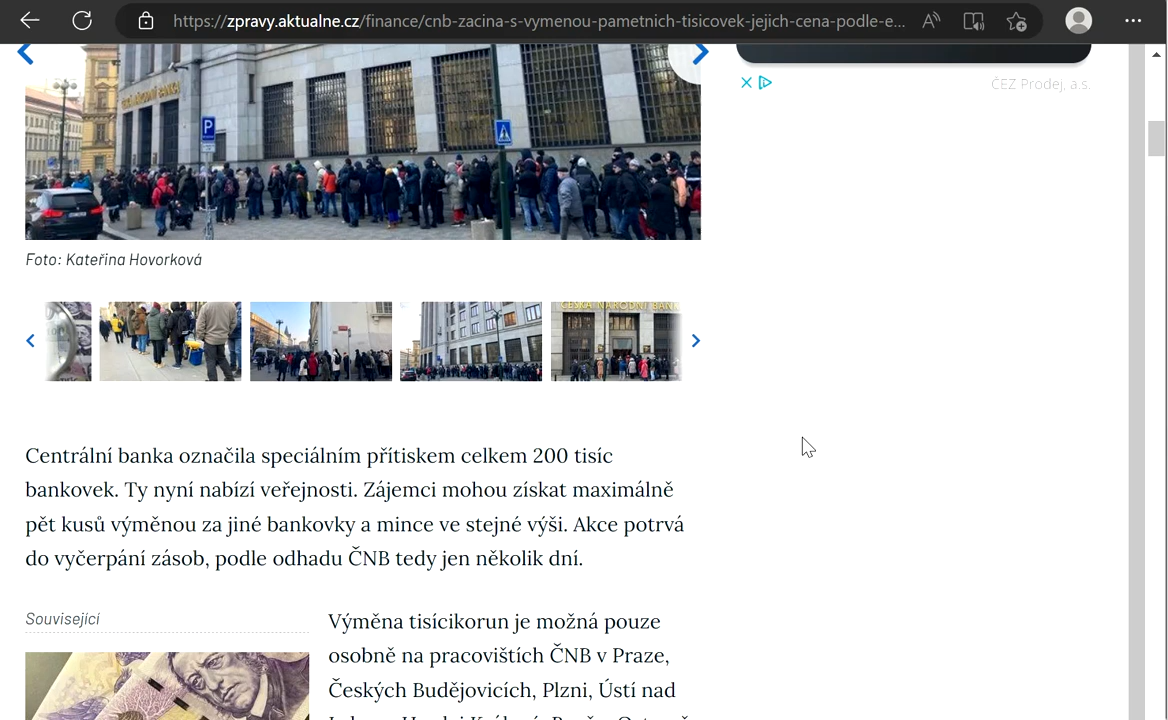 https://zpravy.aktualne.cz/finance/cnb-zacina-s-vymenou-pametnich-tisicovek-jejich-cena-podle-e...
P
ČEZ Prodej, a.s.
Foto: Kateřina Hovorková
ČESKÁ NÁRODNÍ BANK
Centrální banka označila speciálním přítiskem celkem 200 tisíc
bankovek. Ty nyní nabízí veřejnosti. Zájemci mohou získat maximálně
pět kusů výměnou za jiné bankovky a mince ve stejné výši. Akce potrvá
do vyčerpání zásob, podle odhadu ČNB tedy jen několik dní.
Související
Výměna tisícikorun je možná pouze
osobně na pracovištích ČNB v Praze,
Českých Budějovicích, Plzni, Ústí nad